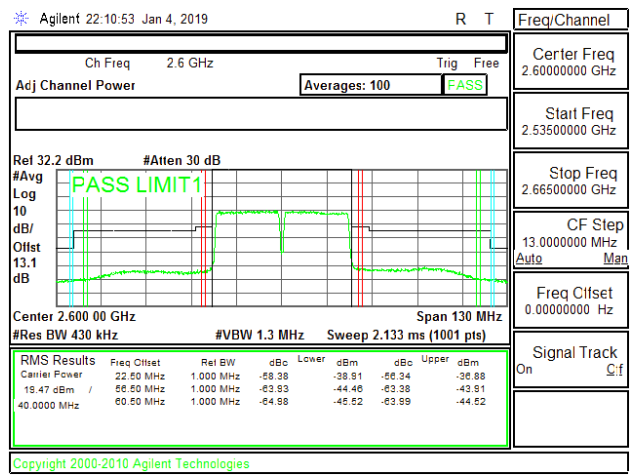 Agilent 22:10:53 Jan 4, 2019 R T
Freq/Channel
Ch Freq 2.6 GHz Trig Free
Adj Channel Power Averages: 100 PASS
Center Freq
2.60000000 GHz
Start Freq
2.53500000 GHz
Stop Freq
2.66500000 GHz
CF Step
13.0000000 MHz
Auto Man
Freq Offset
0.00000000 Hz
Signal Track
On Off
Ref 32.2 dBm #Atten 30 dB
#Avg
Log
10
dB/
Offst
13.1
dB
PASS LIMIT1
Center 2.600 00 GHz Span 130 MHz
#Res BW 430 kHz #VBW 1.3 MHz Sweep 2.133 ms (1001 pts)
RMS Results Freq Offset Ref BW dBc Lower dBm dBc Upper dBm
Carrier Power 22.50 MHz 1.000 MHz -58.38 -38.91 -56.34 -36.88
19.47 dBm / 56.50 MHz 1.000 MHz -63.93 -44.46 -63.38 -43.91
40.0000 MHz 60.50 MHz 1.000 MHz -64.98 -45.52 -63.99 -44.52
Copyright 2000-2010 Agilent Technologies